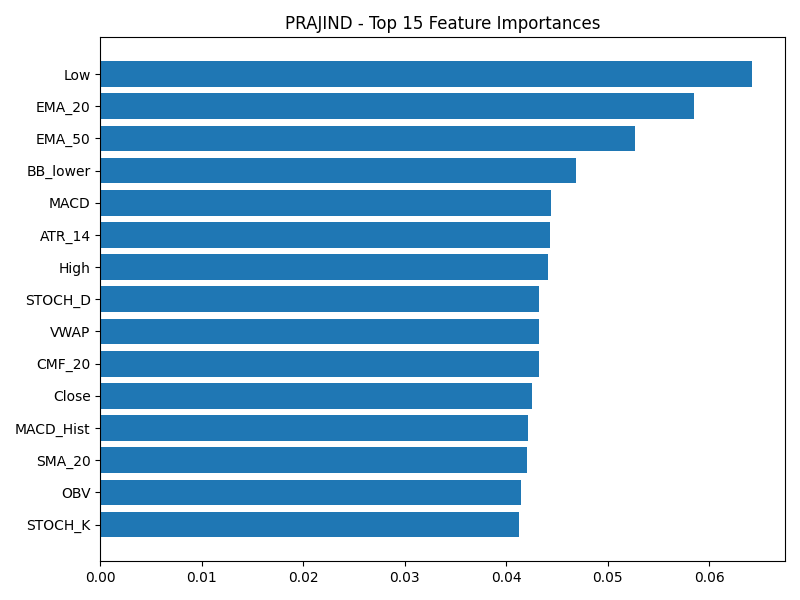 PRAJIND - Top 15 Feature Importances
Low
EMA_20
EMA_50
BB_lower
MACD
ATR_14
High
STOCH_D
VWAP
CMF_20
Close
MACD_Hist
SMA_20
OBV
STOCH_K
0.00 0.01 0.02 0.03 0.04 0.05 0.06